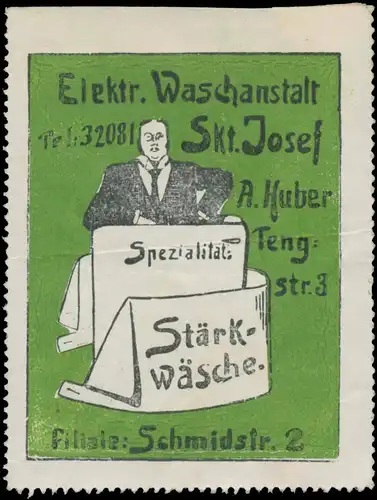 Elektr. Waschanstalt
Tel. 32081 Skt. Josef
A. Huber
Teng-
str. 3
Spezialität:
Stärk-
wäsche.
Filiale: Schmidstr. 2